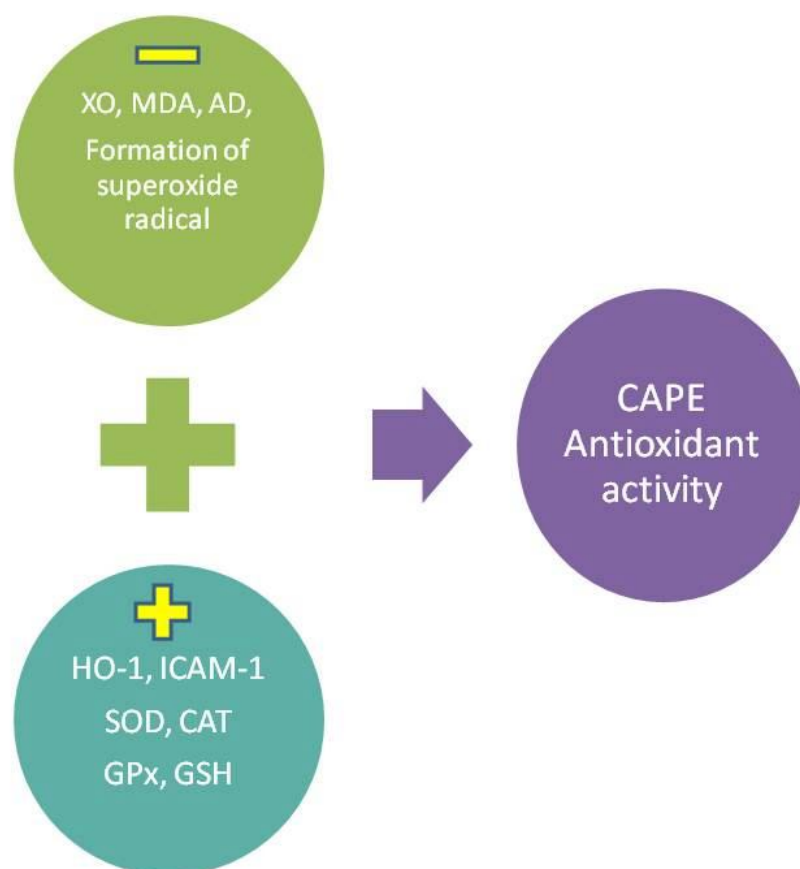 XO, MDA, AD,
Formation of
superoxide
radical
HO-1, ICAM-1
SOD, CAT
GPx, GSH
CAPE
Antioxidant
activity